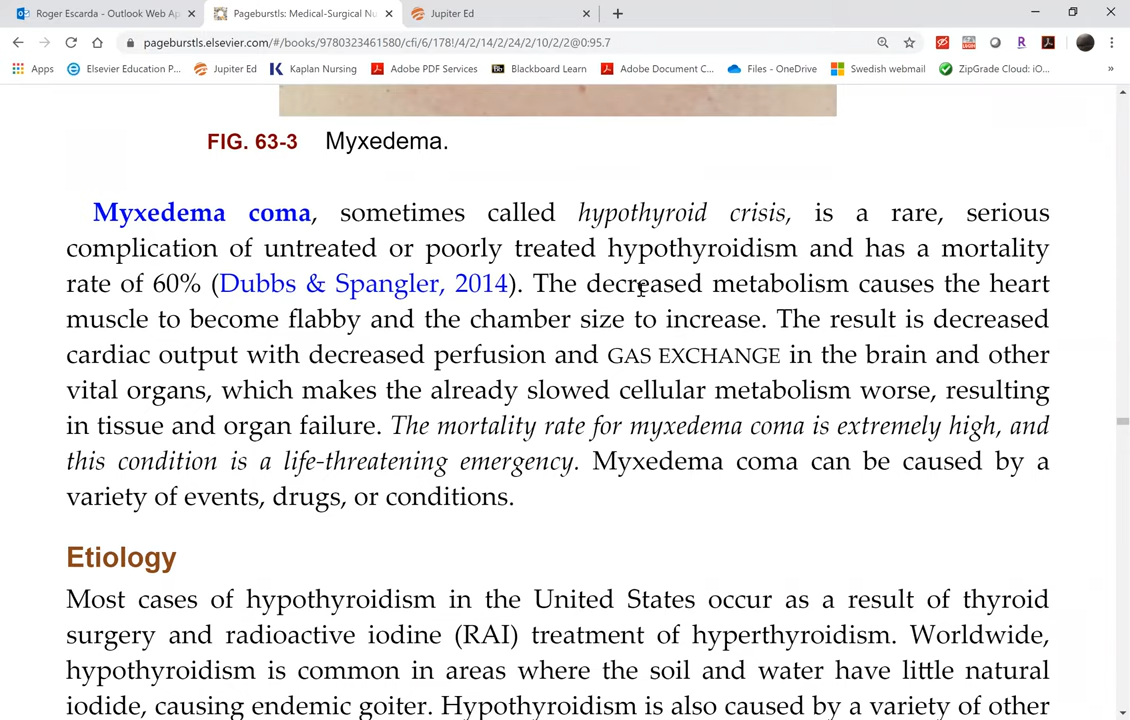 Roger Escarda - Outlook Web Ap
Pageburstls: Medical-Surgical Nu
Jupiter Ed
pageburstls.elsevier.com/#/books/9780323461580/cfi/6/178!/4/2/14/2/24/2/10/2/2@0:95.7
Apps Elsevier Education P... Jupiter Ed Kaplan Nursing Adobe PDF Services Blackboard Learn Adobe Document C... Files - OneDrive Swedish webmail ZipGrade Cloud: iO... »
FIG. 63-3 Myxedema.
Myxedema coma, sometimes called hypothyroid crisis, is a rare, serious
complication of untreated or poorly treated hypothyroidism and has a mortality
rate of 60% (Dubbs & Spangler, 2014). The decreased metabolism causes the heart
muscle to become flabby and the chamber size to increase. The result is decreased
cardiac output with decreased perfusion and GAS EXCHANGE in the brain and other
vital organs, which makes the already slowed cellular metabolism worse, resulting
in tissue and organ failure. The mortality rate for myxedema coma is extremely high, and
this condition is a life-threatening emergency. Myxedema coma can be caused by a
variety of events, drugs, or conditions.
Etiology
Most cases of hypothyroidism in the United States occur as a result of thyroid
surgery and radioactive iodine (RAI) treatment of hyperthyroidism. Worldwide,
hypothyroidism is common in areas where the soil and water have little natural
iodide, causing endemic goiter. Hypothyroidism is also caused by a variety of other